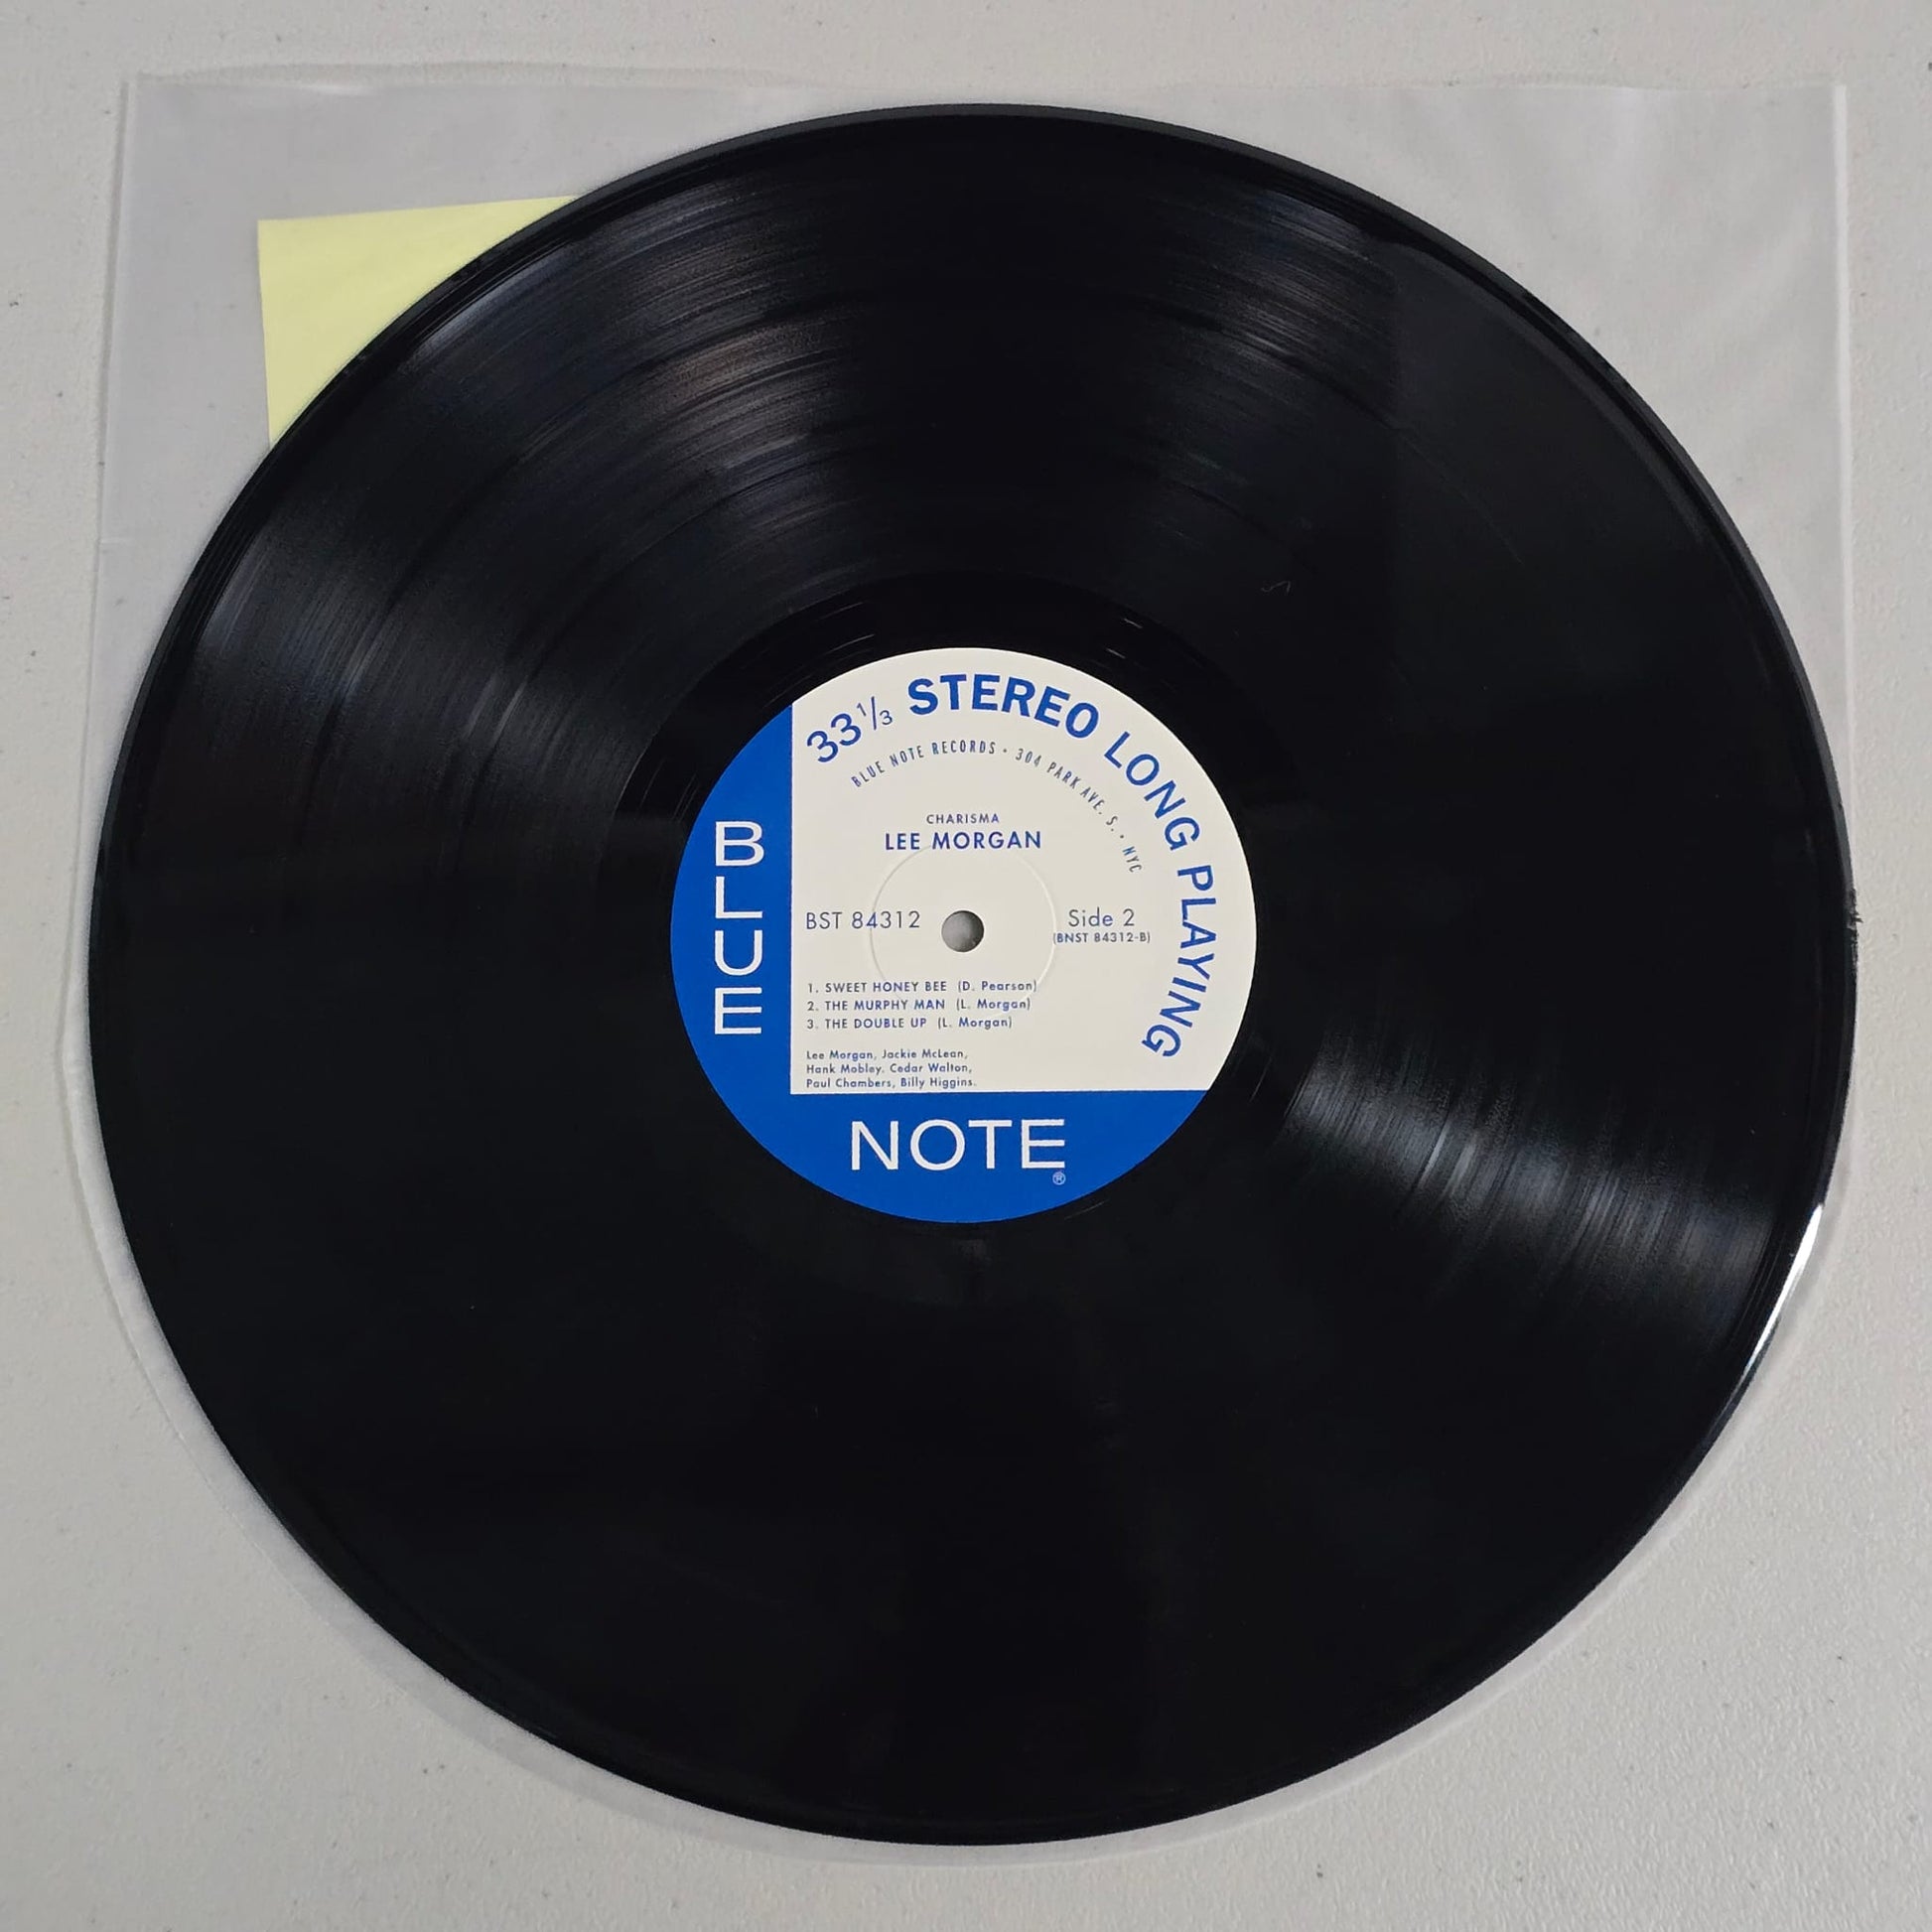 33 1/3 STEREO LONG PLAYING
BLUE NOTE RECORDS • 304 PARK AVE. S. • NYC
CHARISMA
LEE MORGAN
BST 84312
Side 2
(BNST 84312-B)
1. SWEET HONEY BEE (D. Pearson)
2. THE MURPHY MAN (L. Morgan)
3. THE DOUBLE UP (L. Morgan)
Lee Morgan, Jackie McLean,
Hank Mobley. Cedar Walton,
Paul Chambers, Billy Higgins.
BLUE
NOTE
®